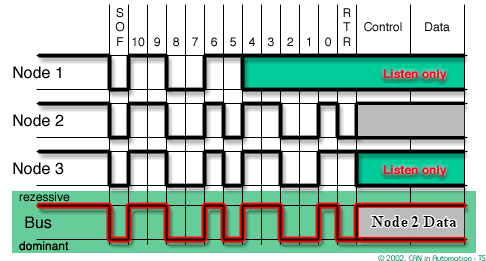 S O F 10 9 8 7 6 5 4 3 2 1 0 R T R Control Data
Node 1 Listen only
Node 2
Node 3 Listen only
rezessive
Bus Node 2 Data
dominant
© 2002. CAN in Automation - TS